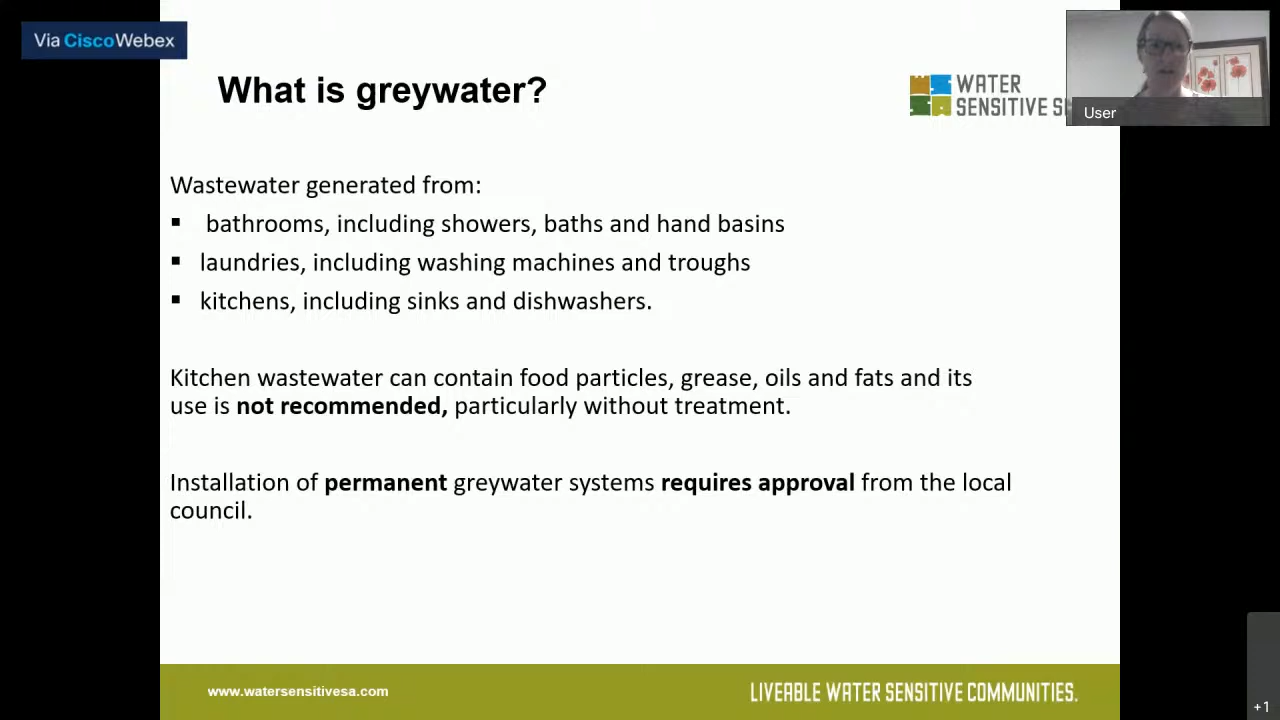 Via CiscoWebex
What is greywater?
WATER
SENSITIVE
User
Wastewater generated from:
▪ bathrooms, including showers, baths and hand basins
▪ laundries, including washing machines and troughs
▪ kitchens, including sinks and dishwashers.
Kitchen wastewater can contain food particles, grease, oils and fats and its
use is not recommended, particularly without treatment.
Installation of permanent greywater systems requires approval from the local
council.
www.watersensitivesa.com
LIVEABLE WATER SENSITIVE COMMUNITIES.
+1